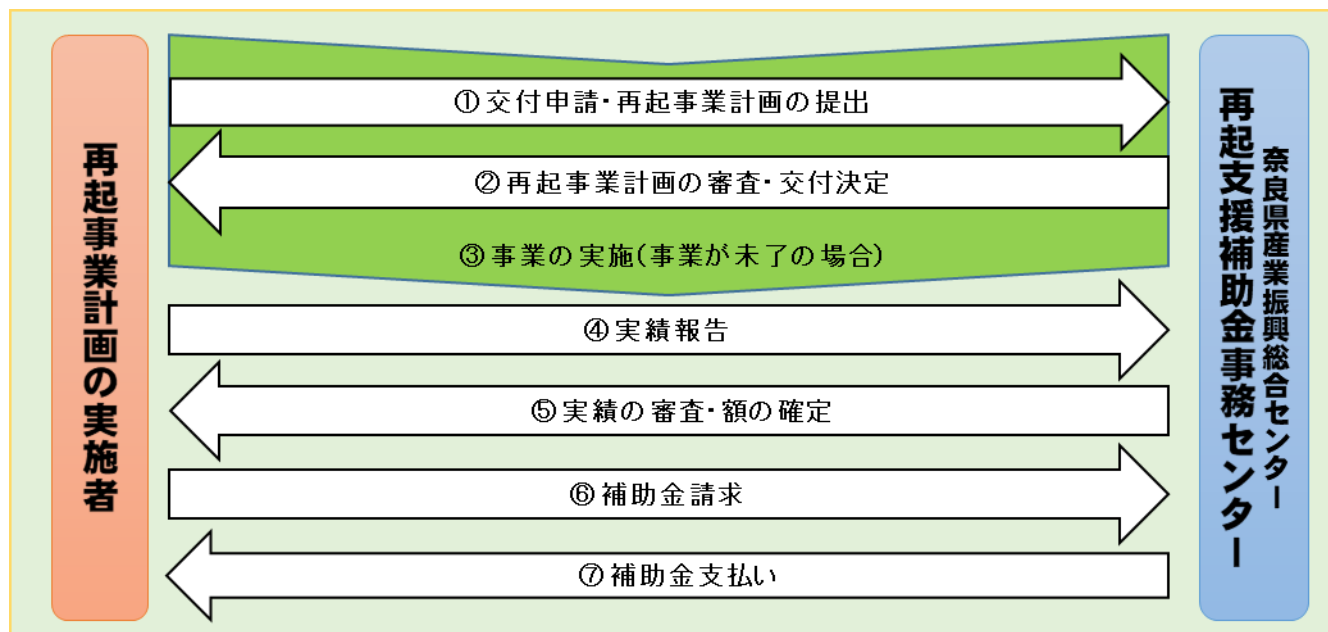 再起事業計画の実施者
①交付申請・再起事業計画の提出
②再起事業計画の審査・交付決定
③事業の実施(事業が未了の場合)
④実績報告
⑤実績の審査・額の確定
⑥補助金請求
⑦補助金支払い
奈良県産業振興総合センター
再起支援補助金事務センター